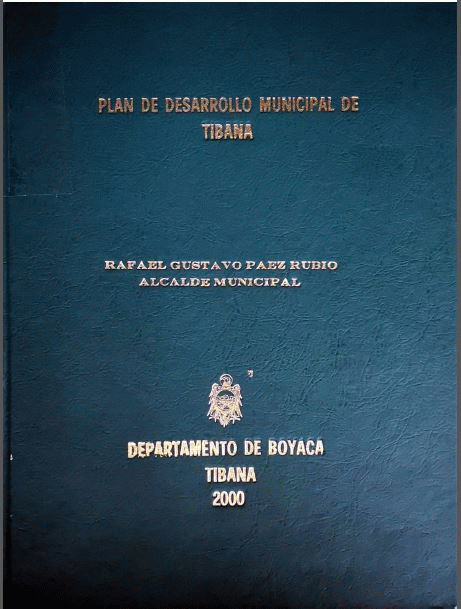 PLAN DE DESARROLLO MUNICIPAL DE
TIBANA
RAFAEL GUSTAVO PAEZ RUBIO
ALCALDE MUNICIPAL
DEPARTAMENTO DE BOYACA
TIBANA
2000